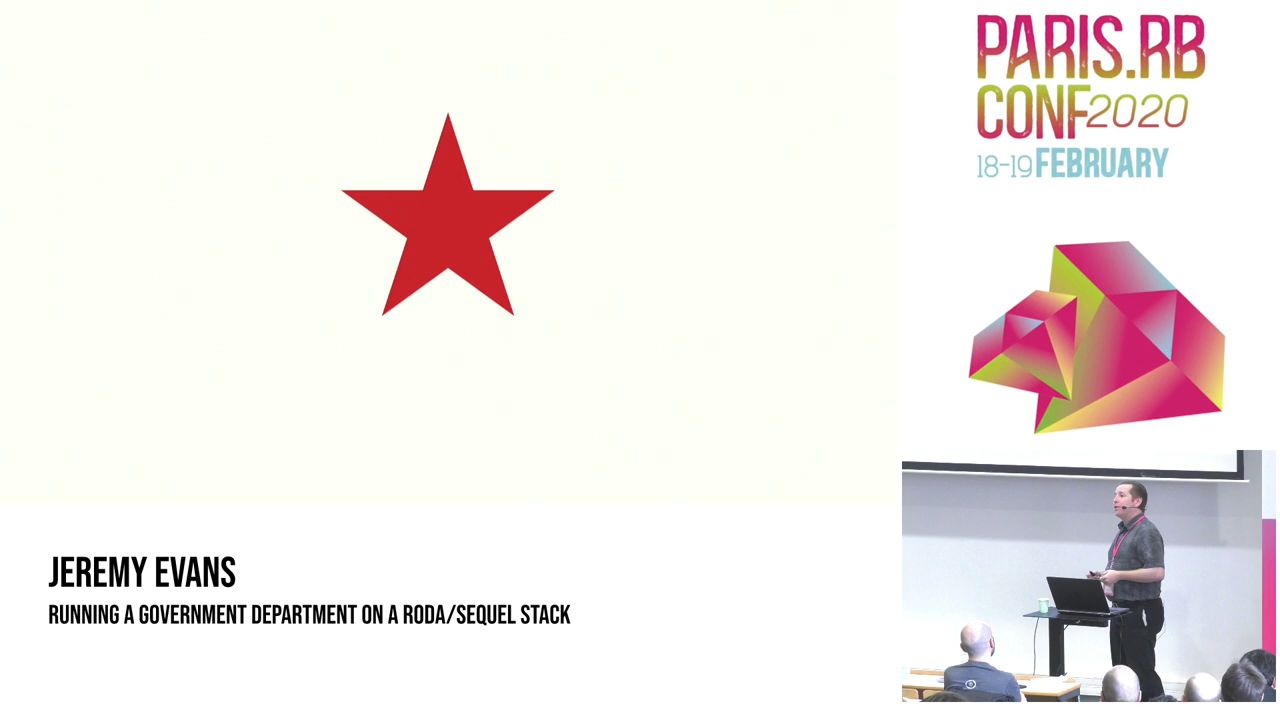 PARIS.RB
CONF2020
18-19 FEBRUARY
JEREMY EVANS
RUNNING A GOVERNMENT DEPARTMENT ON A RODA/SEQUEL STACK